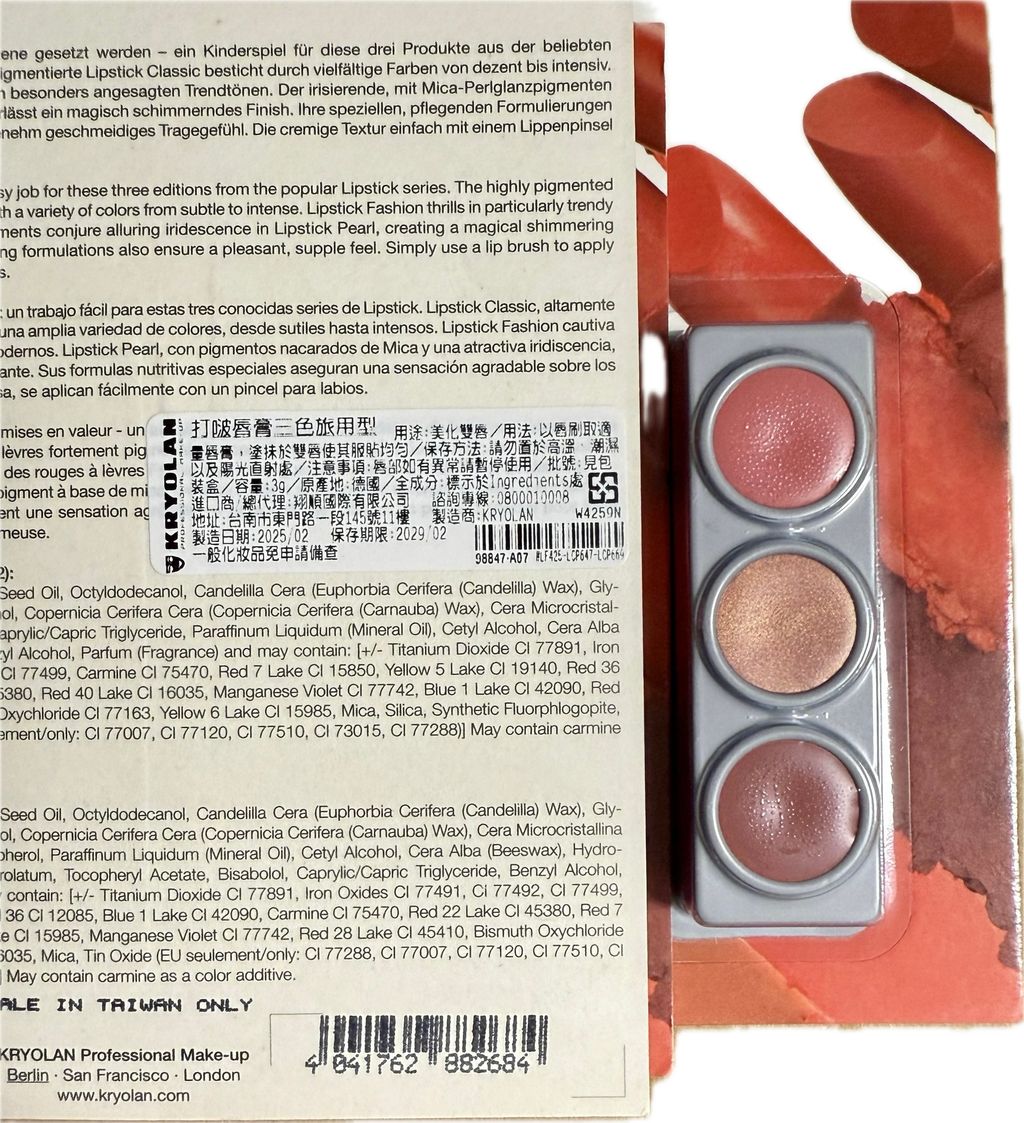 ene gesetzt werden – ein Kinderspiel für diese drei Produkte aus der beliebten
igmentierte Lipstick Classic besticht durch vielfältige Farben von dezent bis intensiv.
n besonders angesagten Trendtönen. Der irisierende, mit Mica-Perlglanzpigmenten
rlässt ein magisch schimmerndes Finish. Ihre speziellen, pflegenden Formulierungen
nehm geschmeidiges Tragegefühl. Die cremige Textur einfach mit einem Lippenpinsel
sy job for these three editions from the popular Lipstick series. The highly pigmented
th a variety of colors from subtle to intense. Lipstick Fashion thrills in particularly trendy
ments conjure alluring iridescence in Lipstick Pearl, creating a magical shimmering
ng formulations also ensure a pleasant, supple feel. Simply use a lip brush to apply
s.
: un trabajo fácil para estas tres conocidas series de Lipstick. Lipstick Classic, altamente
una amplia variedad de colores, desde sutiles hasta intensos. Lipstick Fashion cautiva
odernos. Lipstick Pearl, con pigmentos nacarados de Mica y una atractiva iridiscencia,
ante. Sus formulas nutritivas especiales aseguran una sensación agradable sobre los
sa, se aplican fácilmente con un pincel para labios.
mises en valeur - un
lèvres fortement pig
des rouges à lèvres
pigment à base de mi
ent une sensation ag
meuse.
KRYOLAN
打啵唇膏三色旅用型 用途:美化雙唇/用法:以唇刷取適
量唇膏,塗抹於雙唇使其服貼均勻/保存方法:請勿置於高溫、潮濕
以及陽光直射處/注意事項:唇部如有異常請暫停使用/批號:見包
裝盒/容量:3g/原產地:德國/全成分:標示於Ingredients處
進口商/總代理:翔順國際有限公司 諮詢專線:0800010008
地址:台南市東門路一段145號11樓 製造商:KRYOLAN W4259N
製造日期:2025/02 保存期限:2029/02
一般化妝品免申請備查 98847-A07 #LF425-LCP647-LCP664
2):
Seed Oil, Octyldodecanol, Candelilla Cera (Euphorbia Cerifera (Candelilla) Wax), Gly-
ol, Copernicia Cerifera Cera (Copernicia Cerifera (Carnauba) Wax), Cera Microcristal-
aprylic/Capric Triglyceride, Paraffinum Liquidum (Mineral Oil), Cetyl Alcohol, Cera Alba
zyl Alcohol, Parfum (Fragrance) and may contain: [+/- Titanium Dioxide CI 77891, Iron
CI 77499, Carmine CI 75470, Red 7 Lake CI 15850, Yellow 5 Lake CI 19140, Red 36
5380, Red 40 Lake CI 16035, Manganese Violet CI 77742, Blue 1 Lake CI 42090, Red
Oxychloride CI 77163, Yellow 6 Lake CI 15985, Mica, Silica, Synthetic Fluorphlogopite,
ement/only: CI 77007, CI 77120, CI 77510, CI 73015, CI 77288)] May contain carmine
Seed Oil, Octyldodecanol, Candelilla Cera (Euphorbia Cerifera (Candelilla) Wax), Gly-
ol, Copernicia Cerifera Cera (Copernicia Cerifera (Carnauba) Wax), Cera Microcristallina
pherol, Paraffinum Liquidum (Mineral Oil), Cetyl Alcohol, Cera Alba (Beeswax), Hydro-
rolatum, Tocopheryl Acetate, Bisabolol, Caprylic/Capric Triglyceride, Benzyl Alcohol,
y contain: [+/- Titanium Dioxide CI 77891, Iron Oxides CI 77491, CI 77492, CI 77499,
36 CI 12085, Blue 1 Lake CI 42090, Carmine CI 75470, Red 22 Lake CI 45380, Red 7
e CI 15985, Manganese Violet CI 77742, Red 28 Lake CI 45410, Bismuth Oxychloride
6035, Mica, Tin Oxide (EU seulement/only: CI 77288, CI 77007, CI 77120, CI 77510, CI
] May contain carmine as a color additive.
ALE IN TAIWAN ONLY
KRYOLAN Professional Make-up
Berlin · San Francisco · London
www.kryolan.com
4 041762 882684